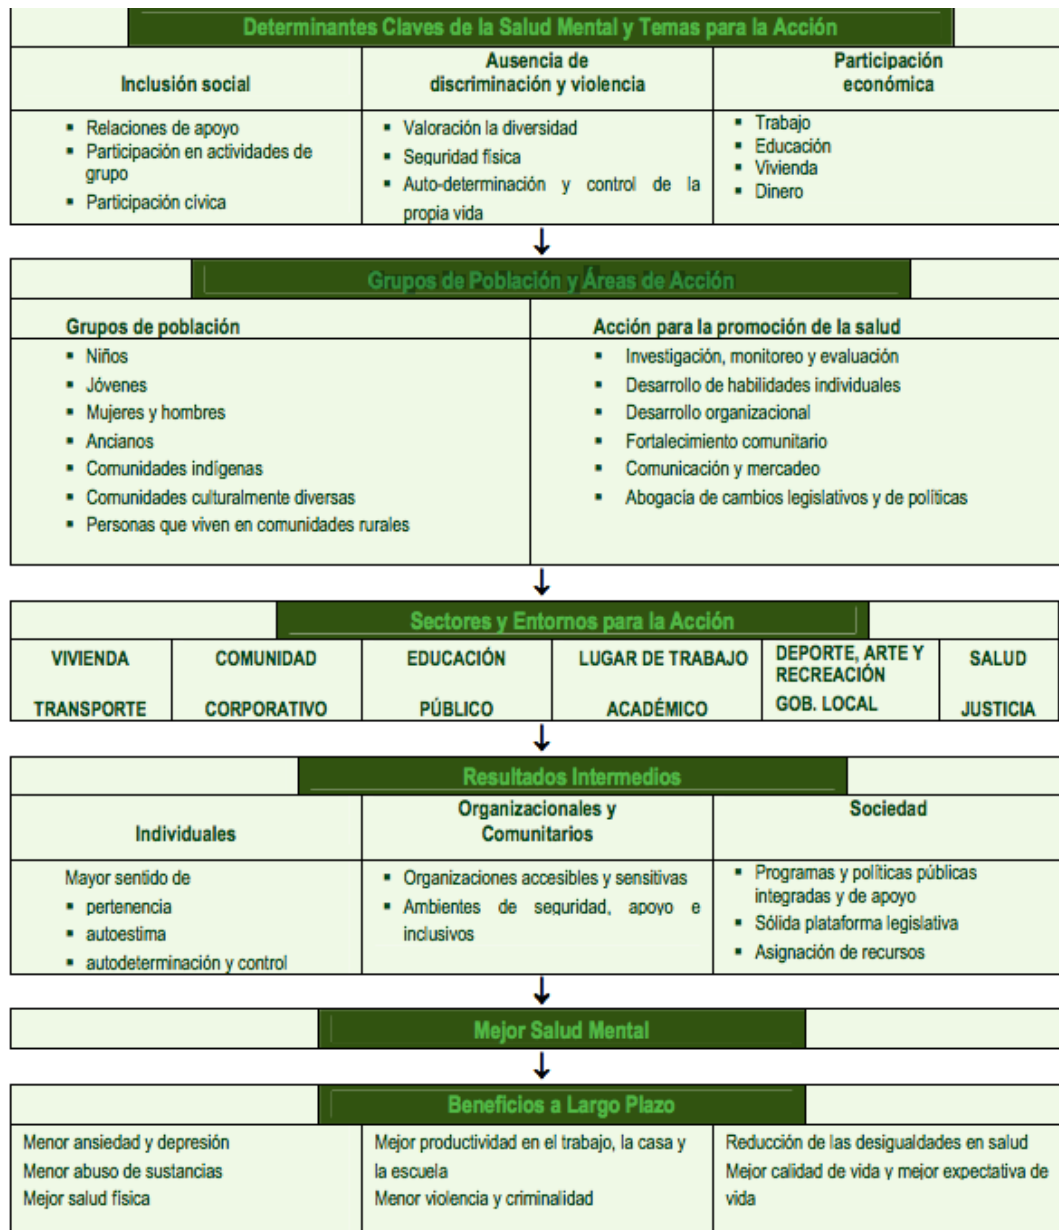 Determinantes Claves de la Salud Mental y Temas para la Acción
Inclusión social
▪ Relaciones de apoyo
▪ Participación en actividades de
grupo
▪ Participación cívica
Ausencia de
discriminación y violencia
▪ Valoración la diversidad
▪ Seguridad física
▪ Auto-determinación y control de la
propia vida
Participación
económica
▪ Trabajo
▪ Educación
▪ Vivienda
▪ Dinero
↓
Grupos de Población y Áreas de Acción
Grupos de población
▪ Niños
▪ Jóvenes
▪ Mujeres y hombres
▪ Ancianos
▪ Comunidades indígenas
▪ Comunidades culturalmente diversas
▪ Personas que viven en comunidades rurales
Acción para la promoción de la salud
▪ Investigación, monitoreo y evaluación
▪ Desarrollo de habilidades individuales
▪ Desarrollo organizacional
▪ Fortalecimiento comunitario
▪ Comunicación y mercadeo
▪ Abogacía de cambios legislativos y de políticas
↓
Sectores y Entornos para la Acción
VIVIENDA
TRANSPORTE
COMUNIDAD
CORPORATIVO
EDUCACIÓN
PÚBLICO
LUGAR DE TRABAJO
ACADÉMICO
DEPORTE, ARTE Y
RECREACIÓN
GOB. LOCAL
SALUD
JUSTICIA
↓
Resultados Intermedios
Individuales
Mayor sentido de
▪ pertenencia
▪ autoestima
▪ autodeterminación y control
Organizacionales y
Comunitarios
▪ Organizaciones accesibles y sensitivas
▪ Ambientes de seguridad, apoyo e
inclusivos
Sociedad
▪ Programas y políticas públicas
integradas y de apoyo
▪ Sólida plataforma legislativa
▪ Asignación de recursos
↓
Mejor Salud Mental
↓
Beneficios a Largo Plazo
Menor ansiedad y depresión
Menor abuso de sustancias
Mejor salud física
Mejor productividad en el trabajo, la casa y
la escuela
Menor violencia y criminalidad
Reducción de las desigualdades en salud
Mejor calidad de vida y mejor expectativa de
vida